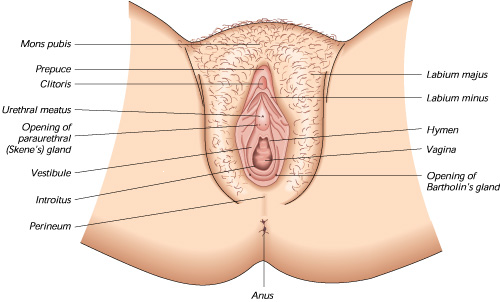 Mons pubis
Prepuce
Clitoris
Urethral meatus
Opening of
paraurethral
(Skene's) gland
Vestibule
Introitus
Perineum
Labium majus
Labium minus
Hymen
Vagina
Opening of
Bartholin's gland
Anus